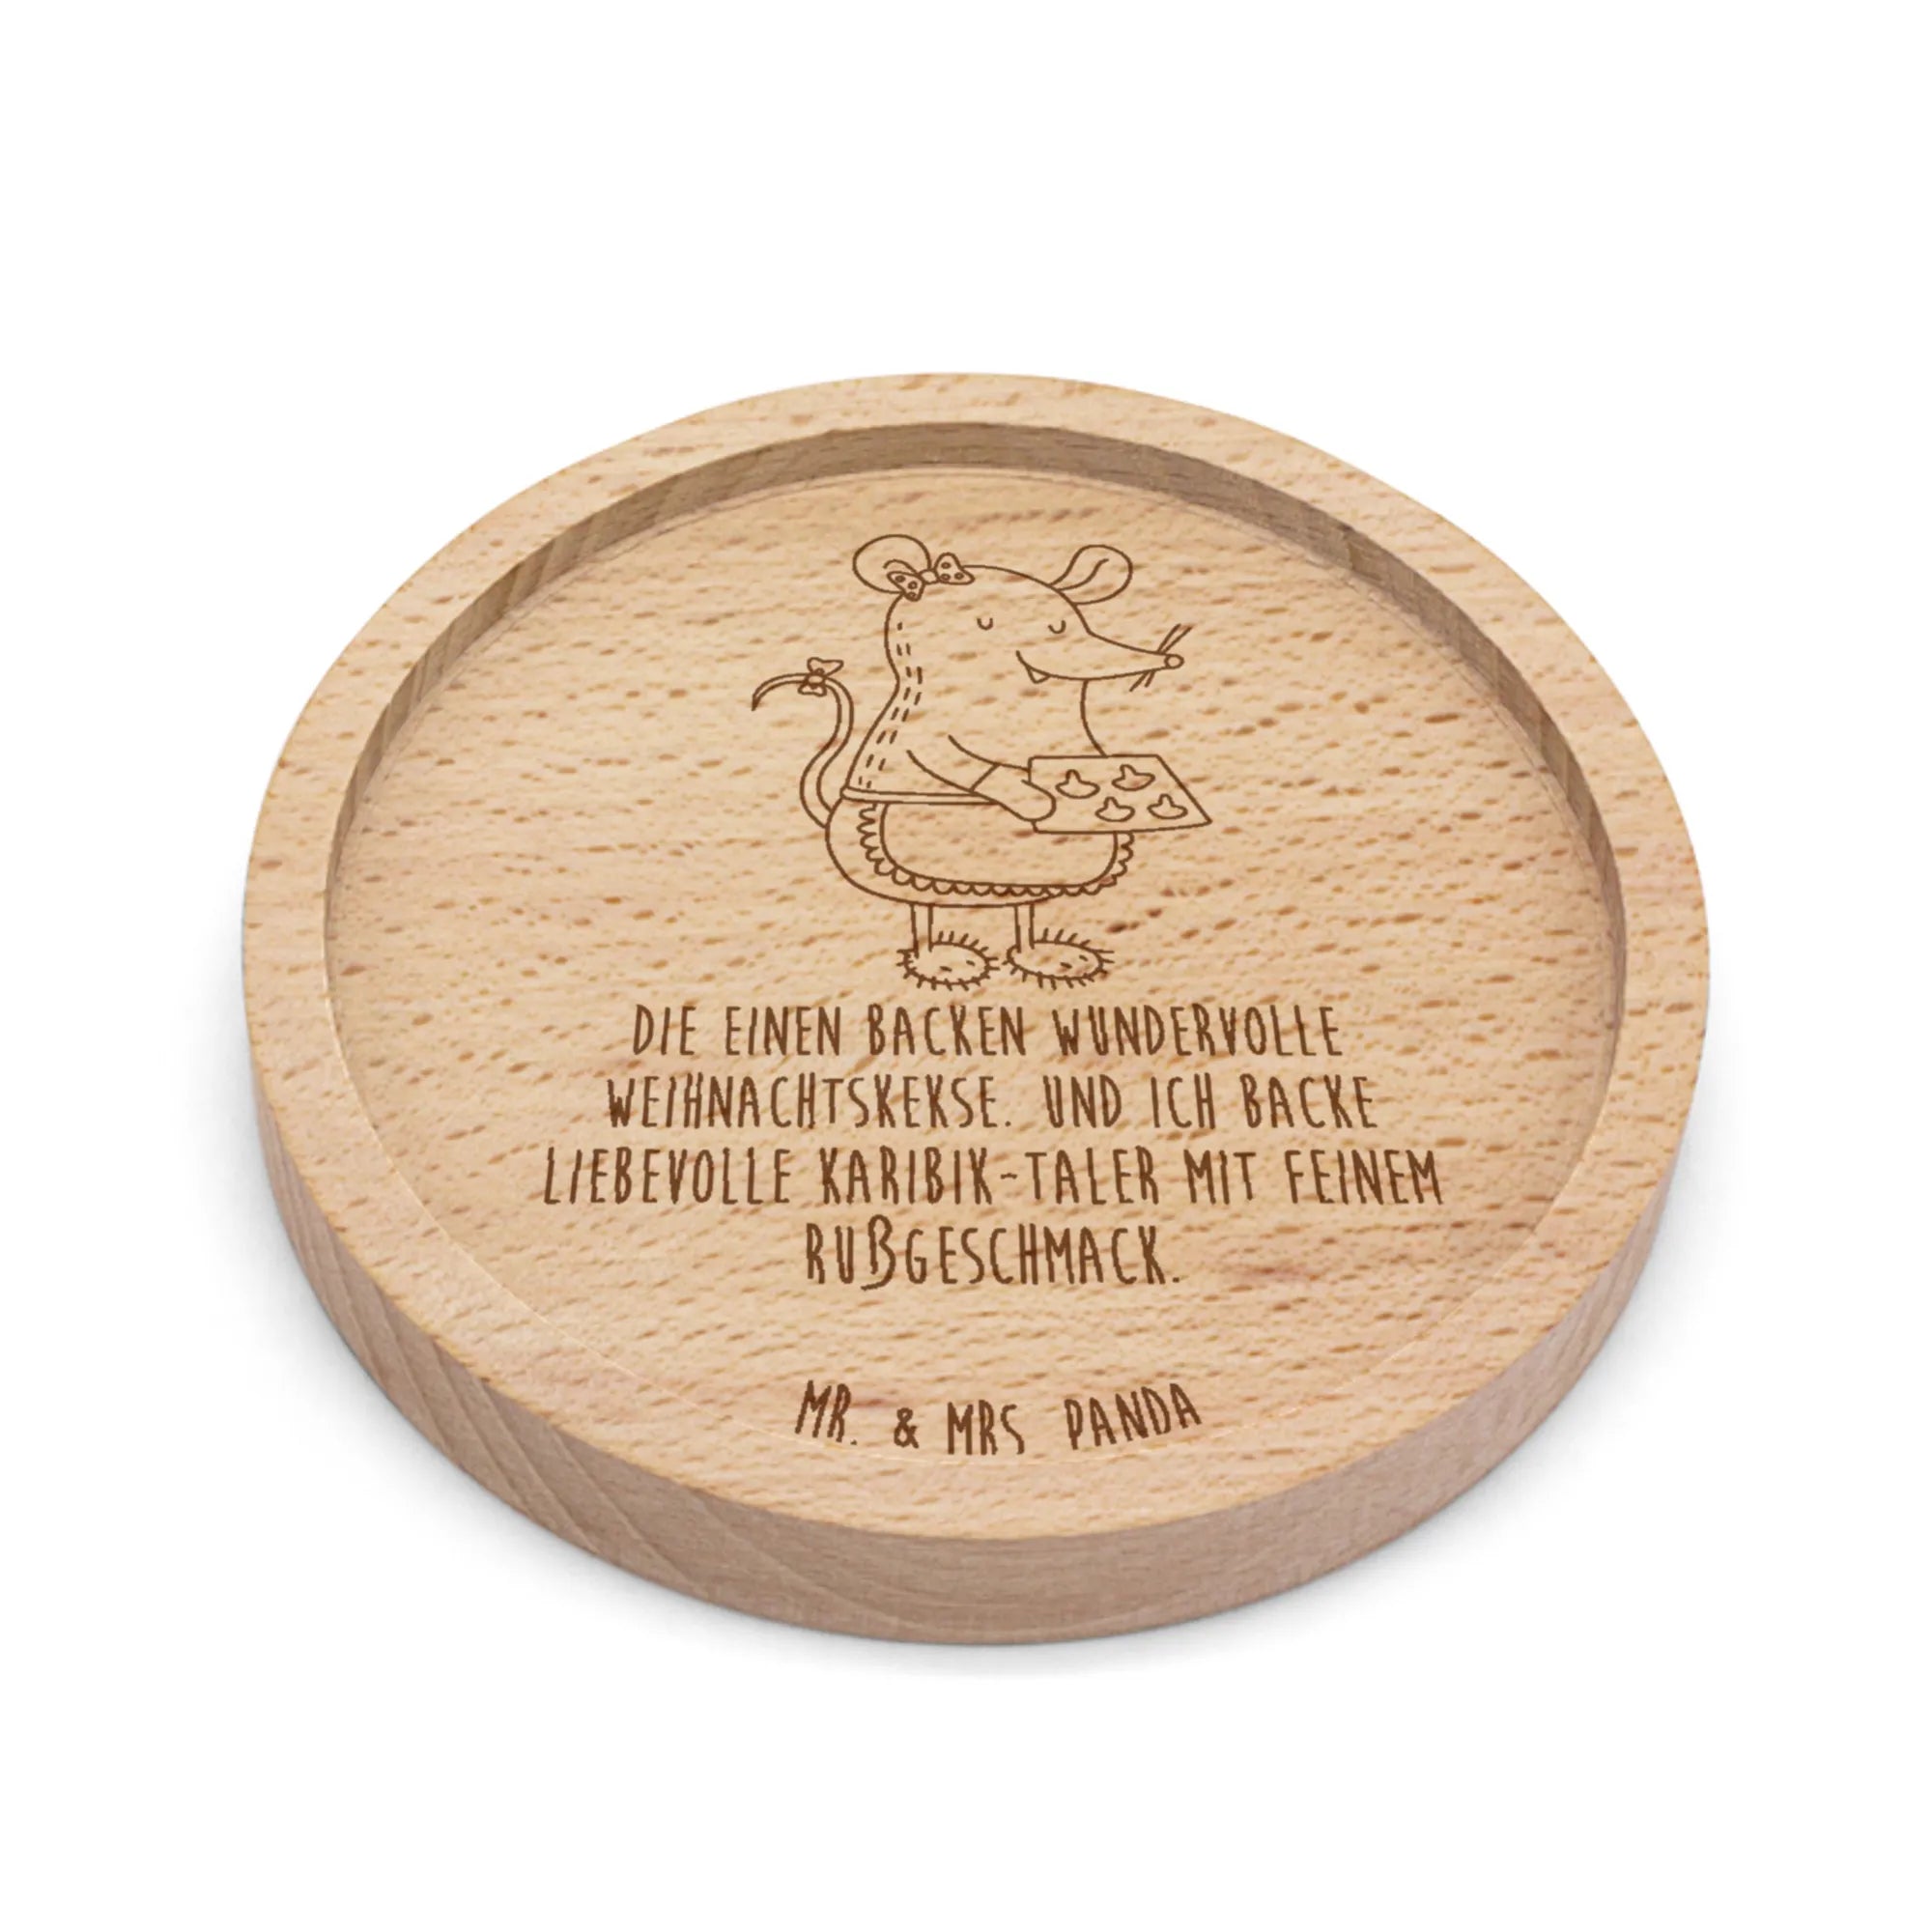 DIE EINEN BACKEN WUNDERVOLLE
WEIHNACHTSKEKSE. UND ICH BACKE
LIEBEVOLLE KARIBIK-TALER MIT FEINEM
RUßGESCHMACK.
MR. & MRS PANDA